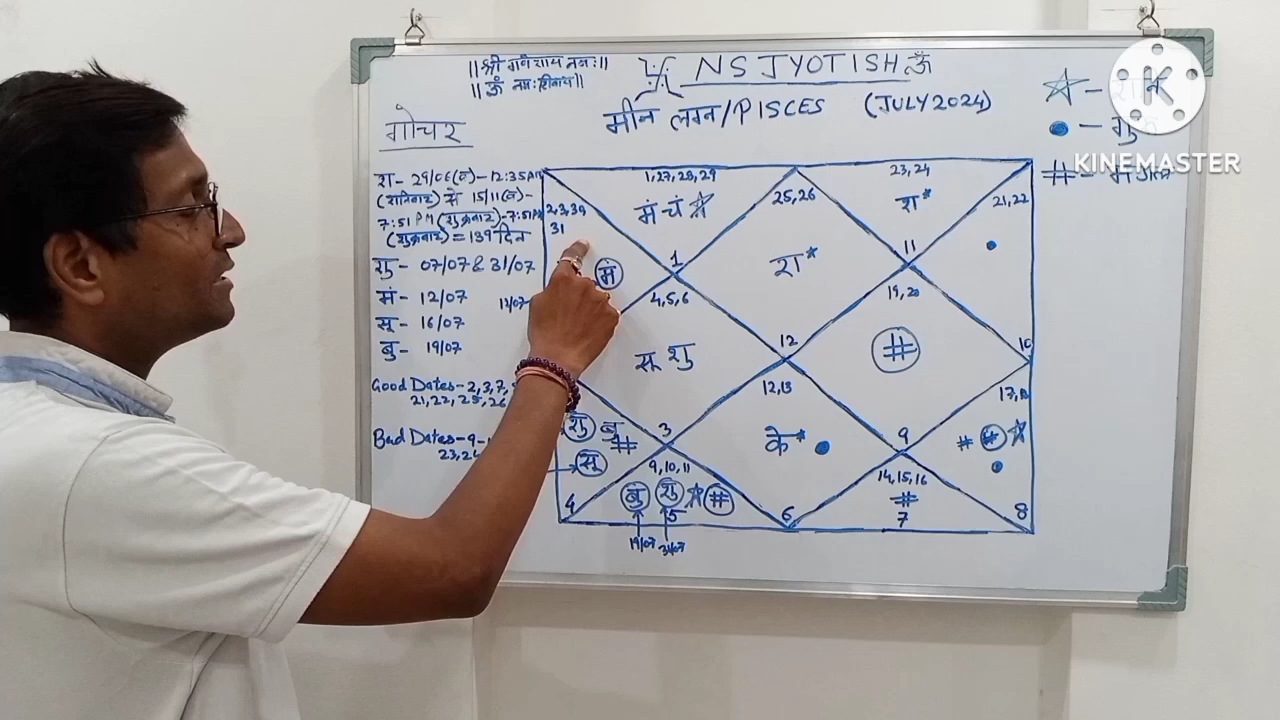 ||श्री गणेशाय नमः||
||ॐ नमः शिवाय||
NS JYOTISH ॐ
मीन लग्न/PISCES (JULY 2024)
गोचर
श- 29/06(व)- 12:35AM
(शनिवार) से 15/11(व)-
7:51PM (शुक्रवार)-7:51PM
(शुक्रवार) = 139 दिन
शु- 07/07 & 31/07
मं- 12/07
सू- 16/07
बु- 19/07
Good Dates-2,3,7,
21,22,25,26
Bad Dates-9-
23,24
☆ -
● -
# -
KINEMASTER
1,27,28,29
मं चं ☆
1
2,3,30
31
मं
12/07
25,26
रा*
12
23,24
श*
11
21,22
●
10
4,5,6
सू शु
3
19,20
#
9
12,13
के* ●
6
17,18
# # ☆
●
8
शु बु
#
सू
4
9,10,11
बु शु ☆ #
5
19/07 31/07
14,15,16
#
7